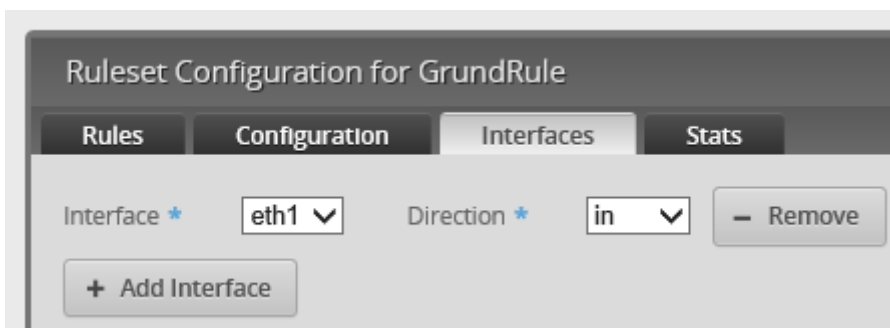 Ruleset Configuration for GrundRule
Rules Configuration Interfaces Stats
Interface * eth1 Direction * in − Remove
+ Add Interface